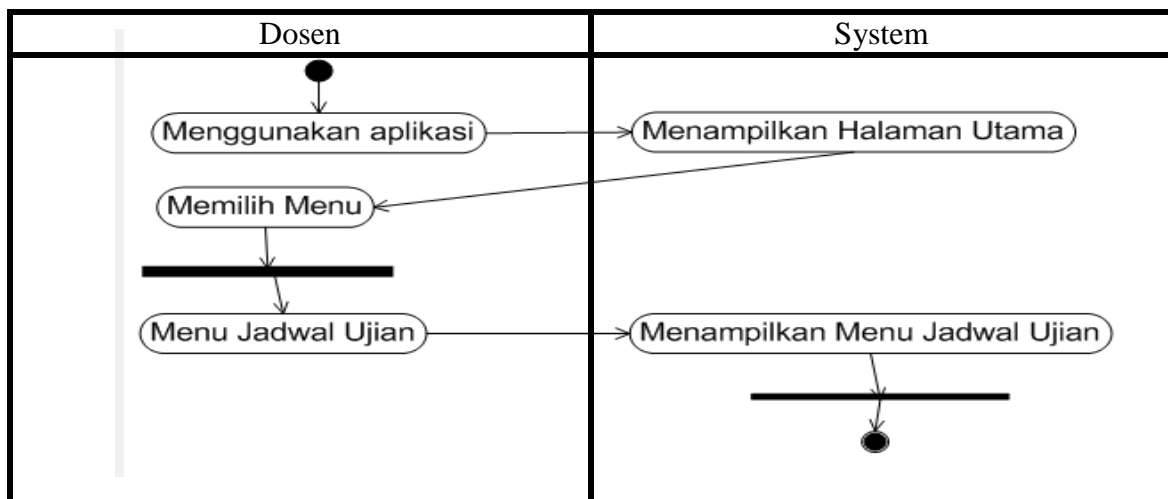 Dosen
System
Menggunakan aplikasi
Menampilkan Halaman Utama
Memilih Menu
Menu Jadwal Ujian
Menampilkan Menu Jadwal Ujian